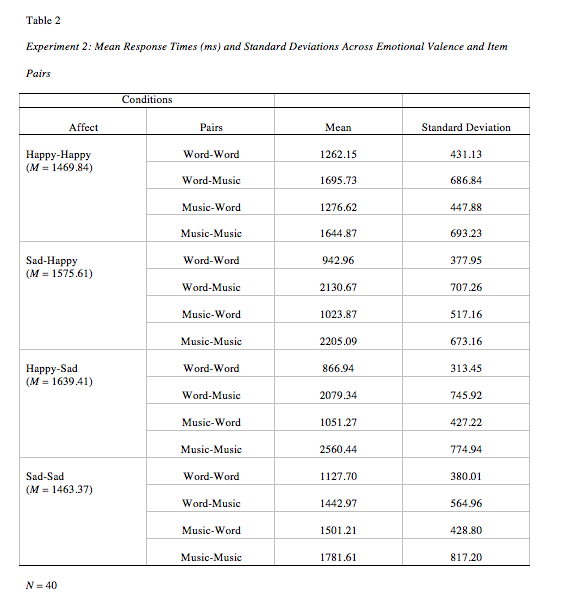 Table 2
Experiment 2: Mean Response Times (ms) and Standard Deviations Across Emotional Valence and Item
Pairs
Conditions
Affect Pairs Mean Standard Deviation
Happy-Happy Word-Word 1262.15 431.13
(M = 1469.84)
Word-Music 1695.73 686.84
Music-Word 1276.62 447.88
Music-Music 1644.87 693.23
Sad-Happy Word-Word 942.96 377.95
(M = 1575.61)
Word-Music 2130.67 707.26
Music-Word 1023.87 517.16
Music-Music 2205.09 673.16
Happy-Sad Word-Word 866.94 313.45
(M = 1639.41)
Word-Music 2079.34 745.92
Music-Word 1051.27 427.22
Music-Music 2560.44 774.94
Sad-Sad Word-Word 1127.70 380.01
(M = 1463.37)
Word-Music 1442.97 564.96
Music-Word 1501.21 428.80
Music-Music 1781.61 817.20
N = 40